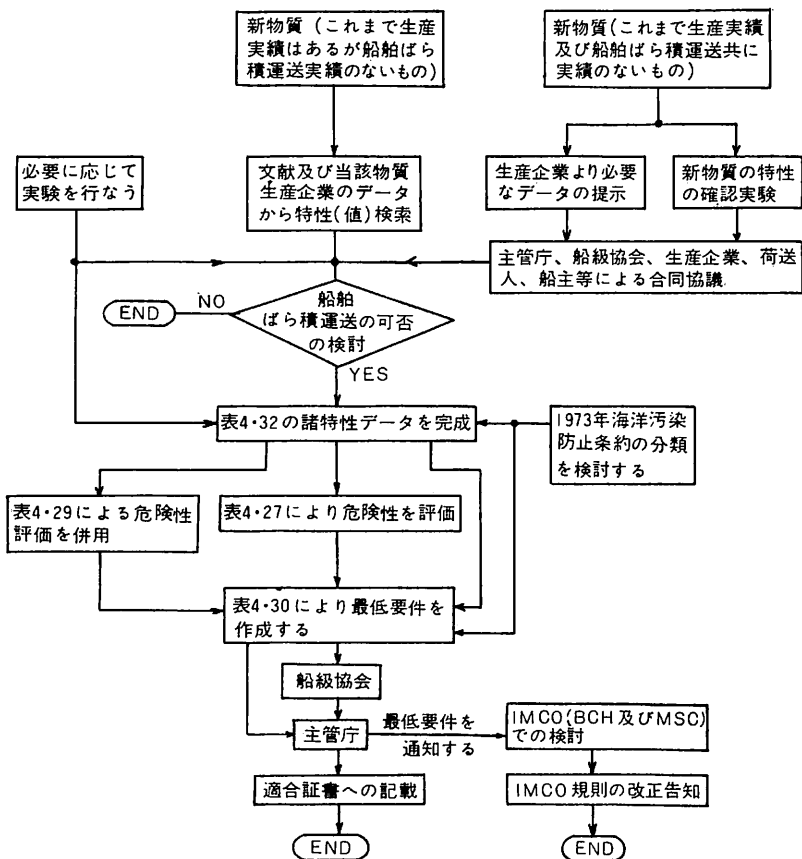 新物質(これまで生産
実績はあるが船舶ばら
積運送実績のないもの)
新物質(これまで生産実績
及び船舶ばら積運送共に
実績のないもの)
必要に応じて
実験を行なう
文献及び当該物質
生産企業のデータ
から特性(値)検索
生産企業より必要
なデータの提示
新物質の特性
の確認実験
主管庁、船級協会、生産企業、荷送
人、船主等による合同協議
END
NO
船舶
ばら積運送の可否
の検討
YES
表4・32の諸特性データを完成
1973年海洋汚染
防止条約の分類
を検討する
表4・29による危険性
評価を併用
表4・27により危険性を評価
表4・30により最低要件を
作成する
船級協会
主管庁
最低要件を
通知する
IMCO(BCH及びMSC)
での検討
適合証書への記載
IMCO規則の改正告知
END
END